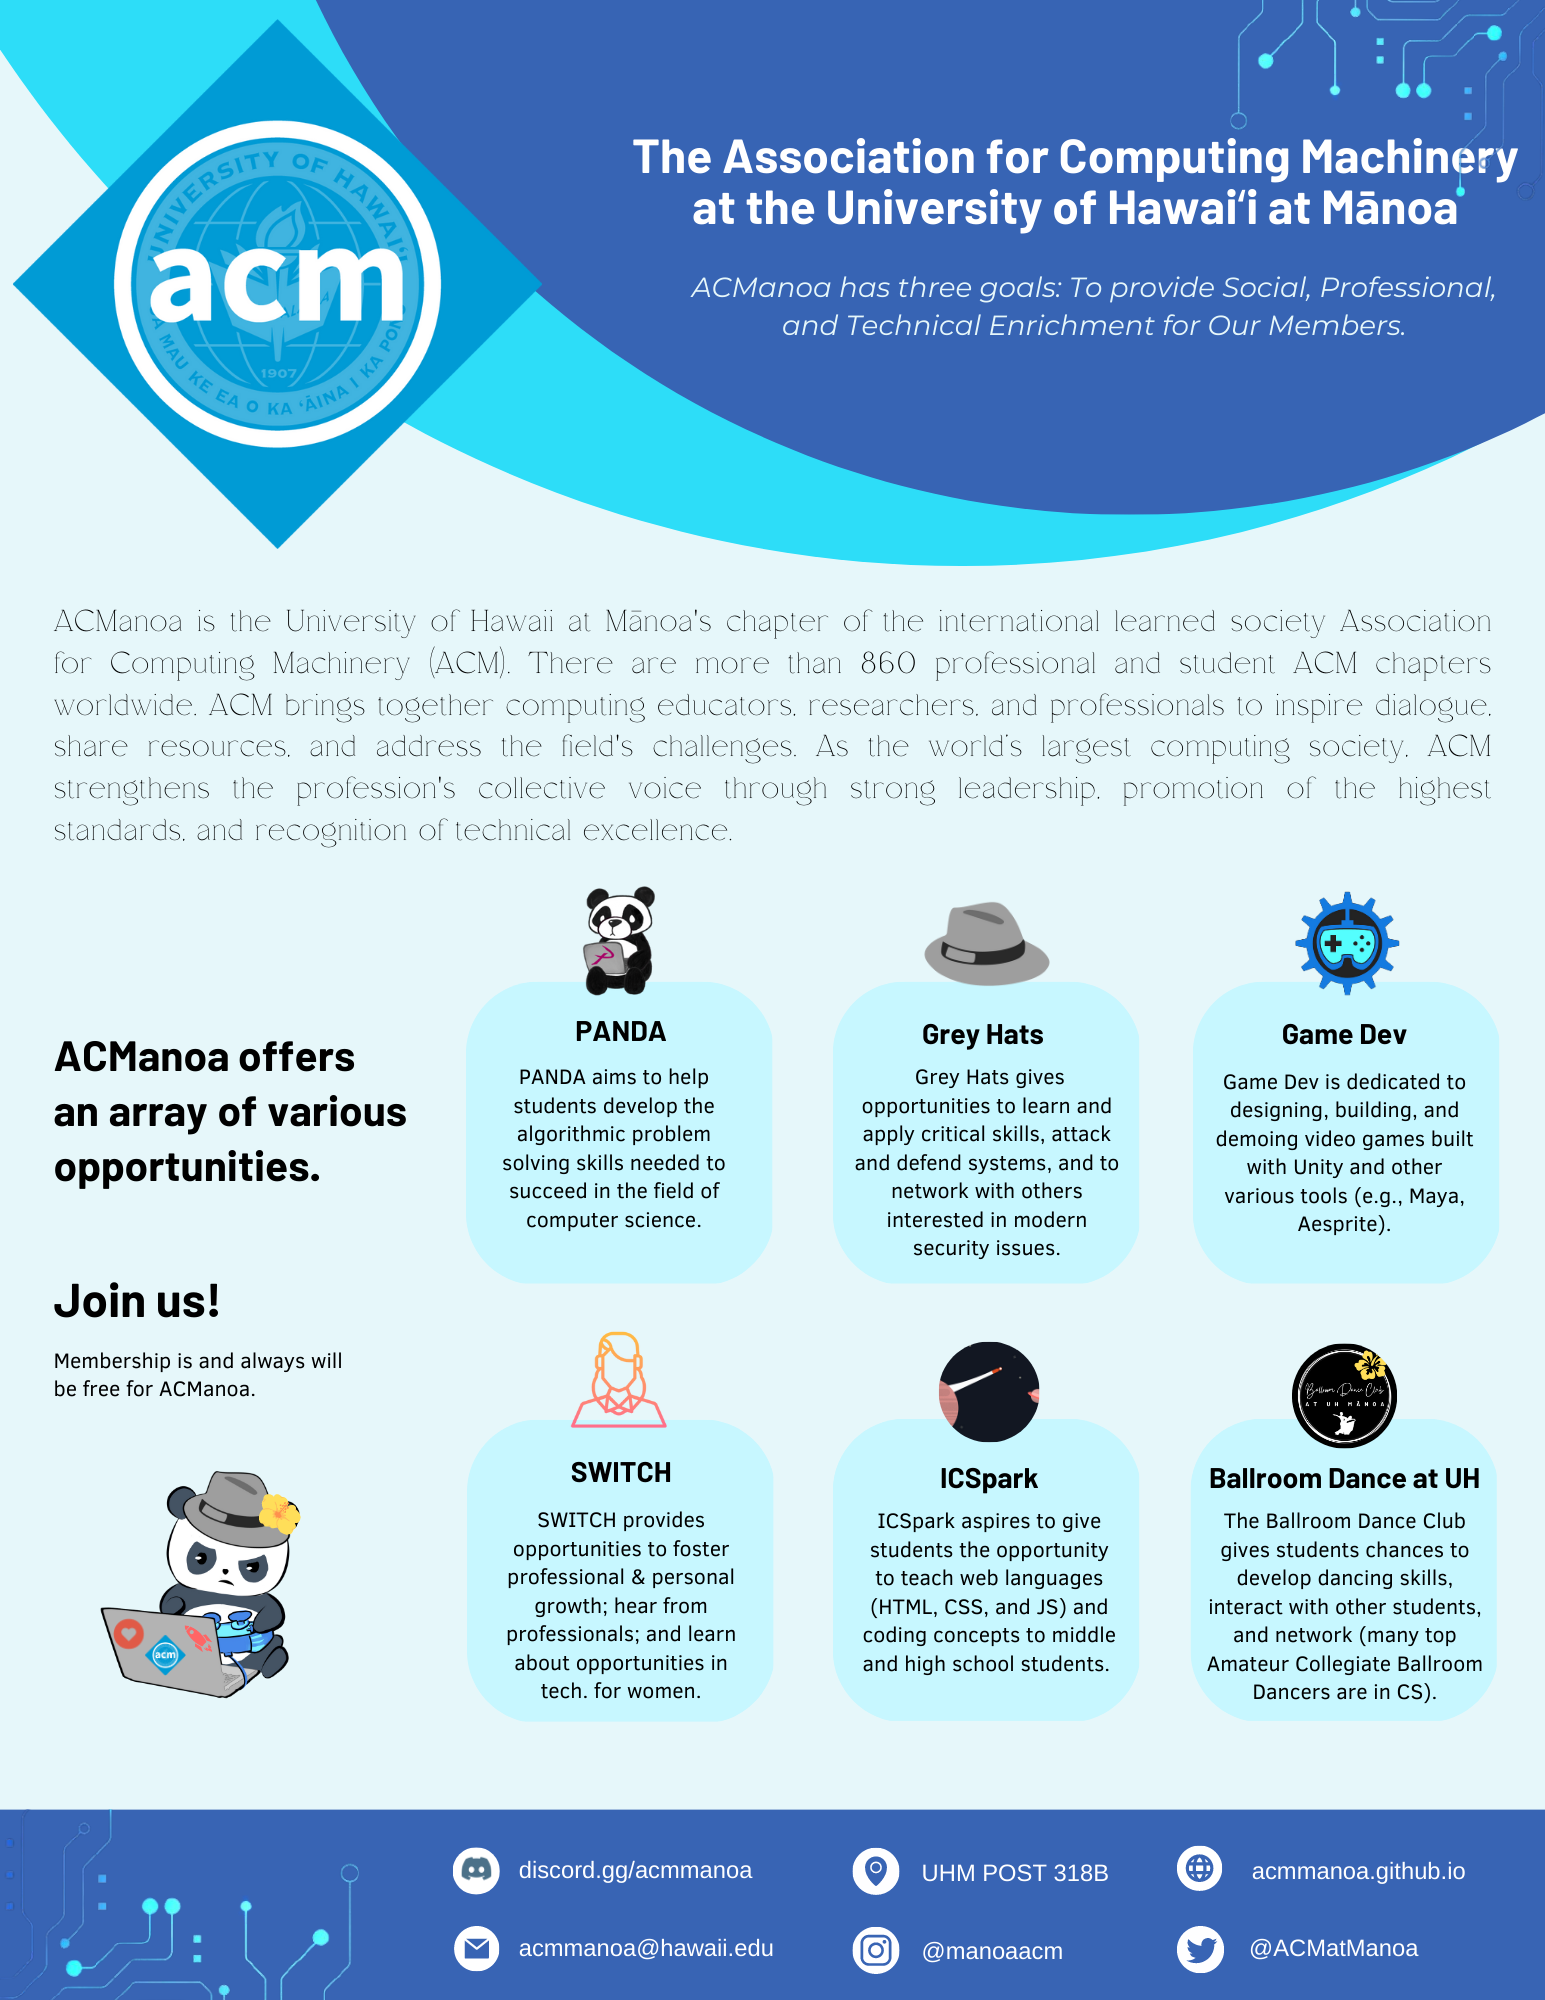 UNIVERSITY OF HAWAIʻI
acm
1907
UA MAU KE EA O KA ʻĀINA I KA PONO
The Association for Computing Machinery
at the University of Hawaiʻi at Mānoa
ACManoa has three goals: To provide Social, Professional,
and Technical Enrichment for Our Members.
ACManoa is the University of Hawaii at Mānoa's chapter of the international learned society Association
for Computing Machinery (ACM). There are more than 860 professional and student ACM chapters
worldwide. ACM brings together computing educators, researchers, and professionals to inspire dialogue,
share resources, and address the field's challenges. As the world's largest computing society, ACM
strengthens the profession's collective voice through strong leadership, promotion of the highest
standards, and recognition of technical excellence.
ACManoa offers
an array of various
opportunities.
Join us!
Membership is and always will
be free for ACManoa.
acm
PANDA
PANDA aims to help
students develop the
algorithmic problem
solving skills needed to
succeed in the field of
computer science.
Grey Hats
Grey Hats gives
opportunities to learn and
apply critical skills, attack
and defend systems, and to
network with others
interested in modern
security issues.
Game Dev
Game Dev is dedicated to
designing, building, and
demoing video games built
with Unity and other
various tools (e.g., Maya,
Aesprite).
SWITCH
SWITCH provides
opportunities to foster
professional & personal
growth; hear from
professionals; and learn
about opportunities in
tech. for women.
ICSpark
ICSpark aspires to give
students the opportunity
to teach web languages
(HTML, CSS, and JS) and
coding concepts to middle
and high school students.
Ballroom Dance Club
AT UH MĀNOA
Ballroom Dance at UH
The Ballroom Dance Club
gives students chances to
develop dancing skills,
interact with other students,
and network (many top
Amateur Collegiate Ballroom
Dancers are in CS).
discord.gg/acmmanoa
UHM POST 318B
acmmanoa.github.io
acmmanoa@hawaii.edu
@manoaacm
@ACMatManoa